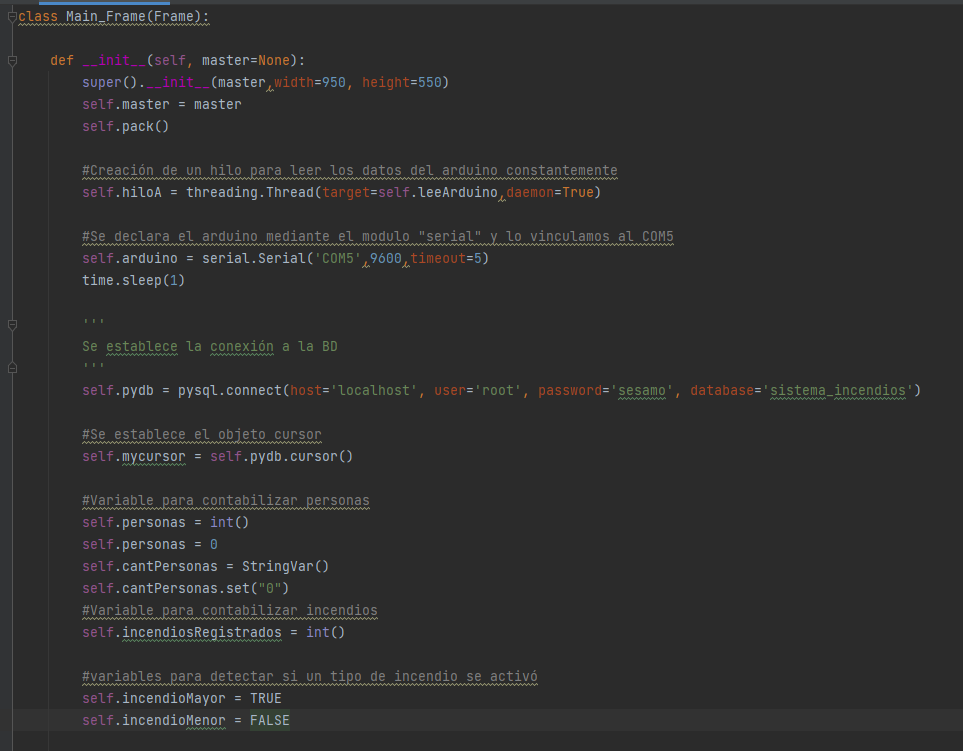 class Main_Frame(Frame):
def __init__(self, master=None):
super().__init__(master,width=950, height=550)
self.master = master
self.pack()
#Creación de un hilo para leer los datos del arduino constantemente
self.hiloA = threading.Thread(target=self.leeArduino,daemon=True)
#Se declara el arduino mediante el modulo "serial" y lo vinculamos al COM5
self.arduino = serial.Serial('COM5',9600,timeout=5)
time.sleep(1)
'''
Se establece la conexión a la BD
'''
self.pydb = pysql.connect(host='localhost', user='root', password='sesamo', database='sistema_incendios')
#Se establece el objeto cursor
self.mycursor = self.pydb.cursor()
#Variable para contabilizar personas
self.personas = int()
self.personas = 0
self.cantPersonas = StringVar()
self.cantPersonas.set("0")
#Variable para contabilizar incendios
self.incendiosRegistrados = int()
#variables para detectar si un tipo de incendio se activó
self.incendioMayor = TRUE
self.incendioMenor = FALSE